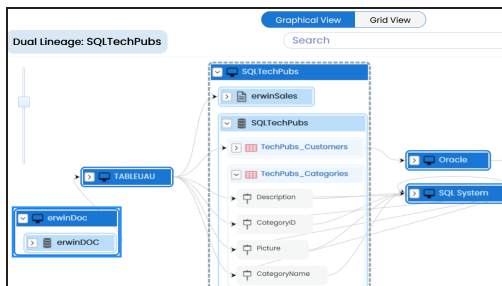 Graphical View
Grid View
Dual Lineage: SQLTechPubs
Search
SQLTechPubs
erwinSales
SQLTechPubs
TechPubs_Customers
Oracle
TABLEUAU
TechPubs_Categories
SQL System
Description
erwinDoc
CategoryID
erwinDOC
Picture
CategoryName